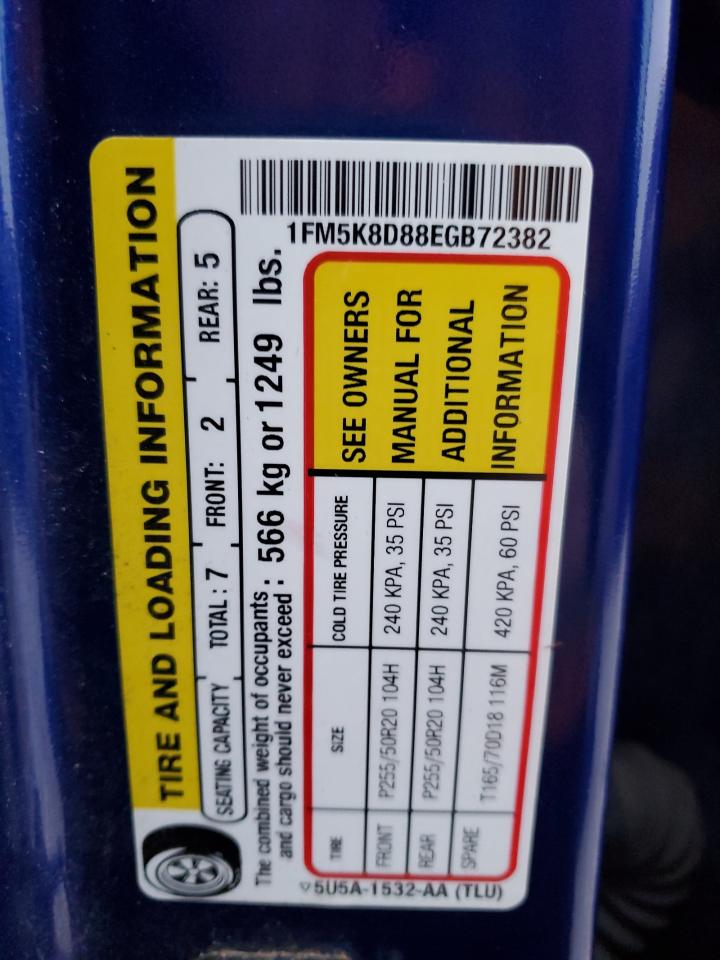 TIRE AND LOADING INFORMATION
SEATING CAPACITY TOTAL: 7 FRONT: 2 REAR: 5
The combined weight of occupants
and cargo should never exceed : 566 kg or 1249 lbs.
TIRE SIZE COLD TIRE PRESSURE
FRONT P255/50R20 104H 240 KPA, 35 PSI
REAR P255/50R20 104H 240 KPA, 35 PSI
SPARE T165/70D18 116M 420 KPA, 60 PSI
SEE OWNERS
MANUAL FOR
ADDITIONAL
INFORMATION
5U5A-1532-AA (TLU)
1FM5K8D88EGB72382